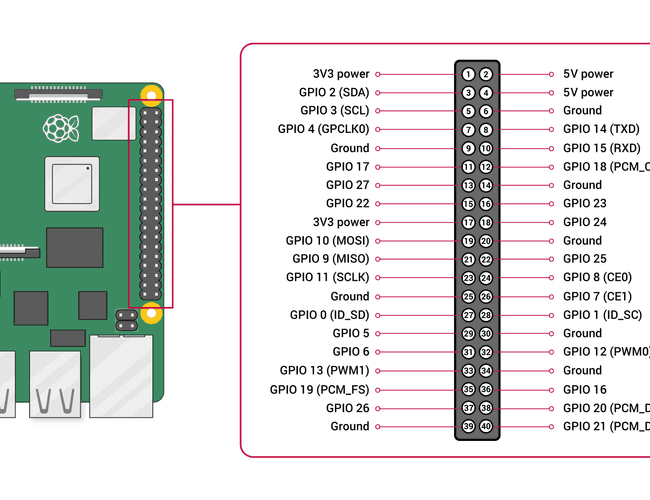 3V3 power 1 2 5V power
GPIO 2 (SDA) 3 4 5V power
GPIO 3 (SCL) 5 6 Ground
GPIO 4 (GPCLK0) 7 8 GPIO 14 (TXD)
Ground 9 10 GPIO 15 (RXD)
GPIO 17 11 12 GPIO 18 (PCM_C
GPIO 27 13 14 Ground
GPIO 22 15 16 GPIO 23
3V3 power 17 18 GPIO 24
GPIO 10 (MOSI) 19 20 Ground
GPIO 9 (MISO) 21 22 GPIO 25
GPIO 11 (SCLK) 23 24 GPIO 8 (CE0)
Ground 25 26 GPIO 7 (CE1)
GPIO 0 (ID_SD) 27 28 GPIO 1 (ID_SC)
GPIO 5 29 30 Ground
GPIO 6 31 32 GPIO 12 (PWM0)
GPIO 13 (PWM1) 33 34 Ground
GPIO 19 (PCM_FS) 35 36 GPIO 16
GPIO 26 37 38 GPIO 20 (PCM_D
Ground 39 40 GPIO 21 (PCM_D